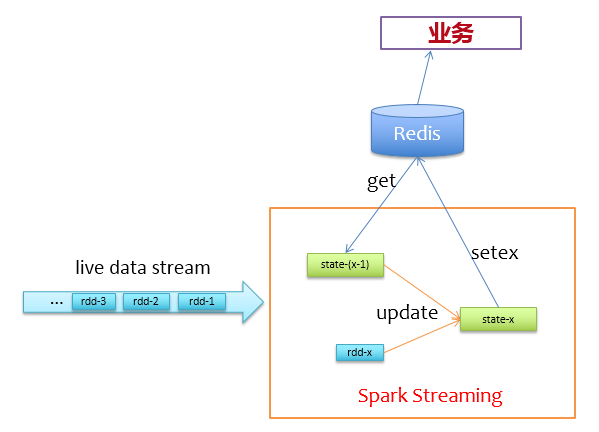 业务
Redis
get
state-(x-1)
setex
live data stream
... rdd-3 rdd-2 rdd-1
update
state-x
rdd-x
Spark Streaming